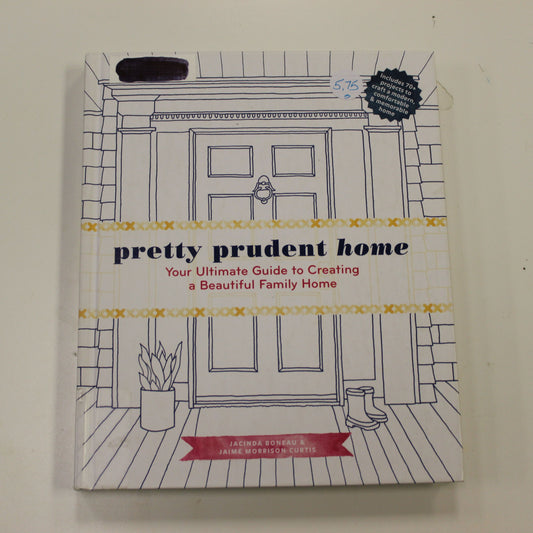 5.75
Includes 70+
projects to
craft a modern,
comfortable
& memorable
home
pretty prudent home
Your Ultimate Guide to Creating
a Beautiful Family Home
JACINDA BONEAU &
JAIME MORRISON CURTIS